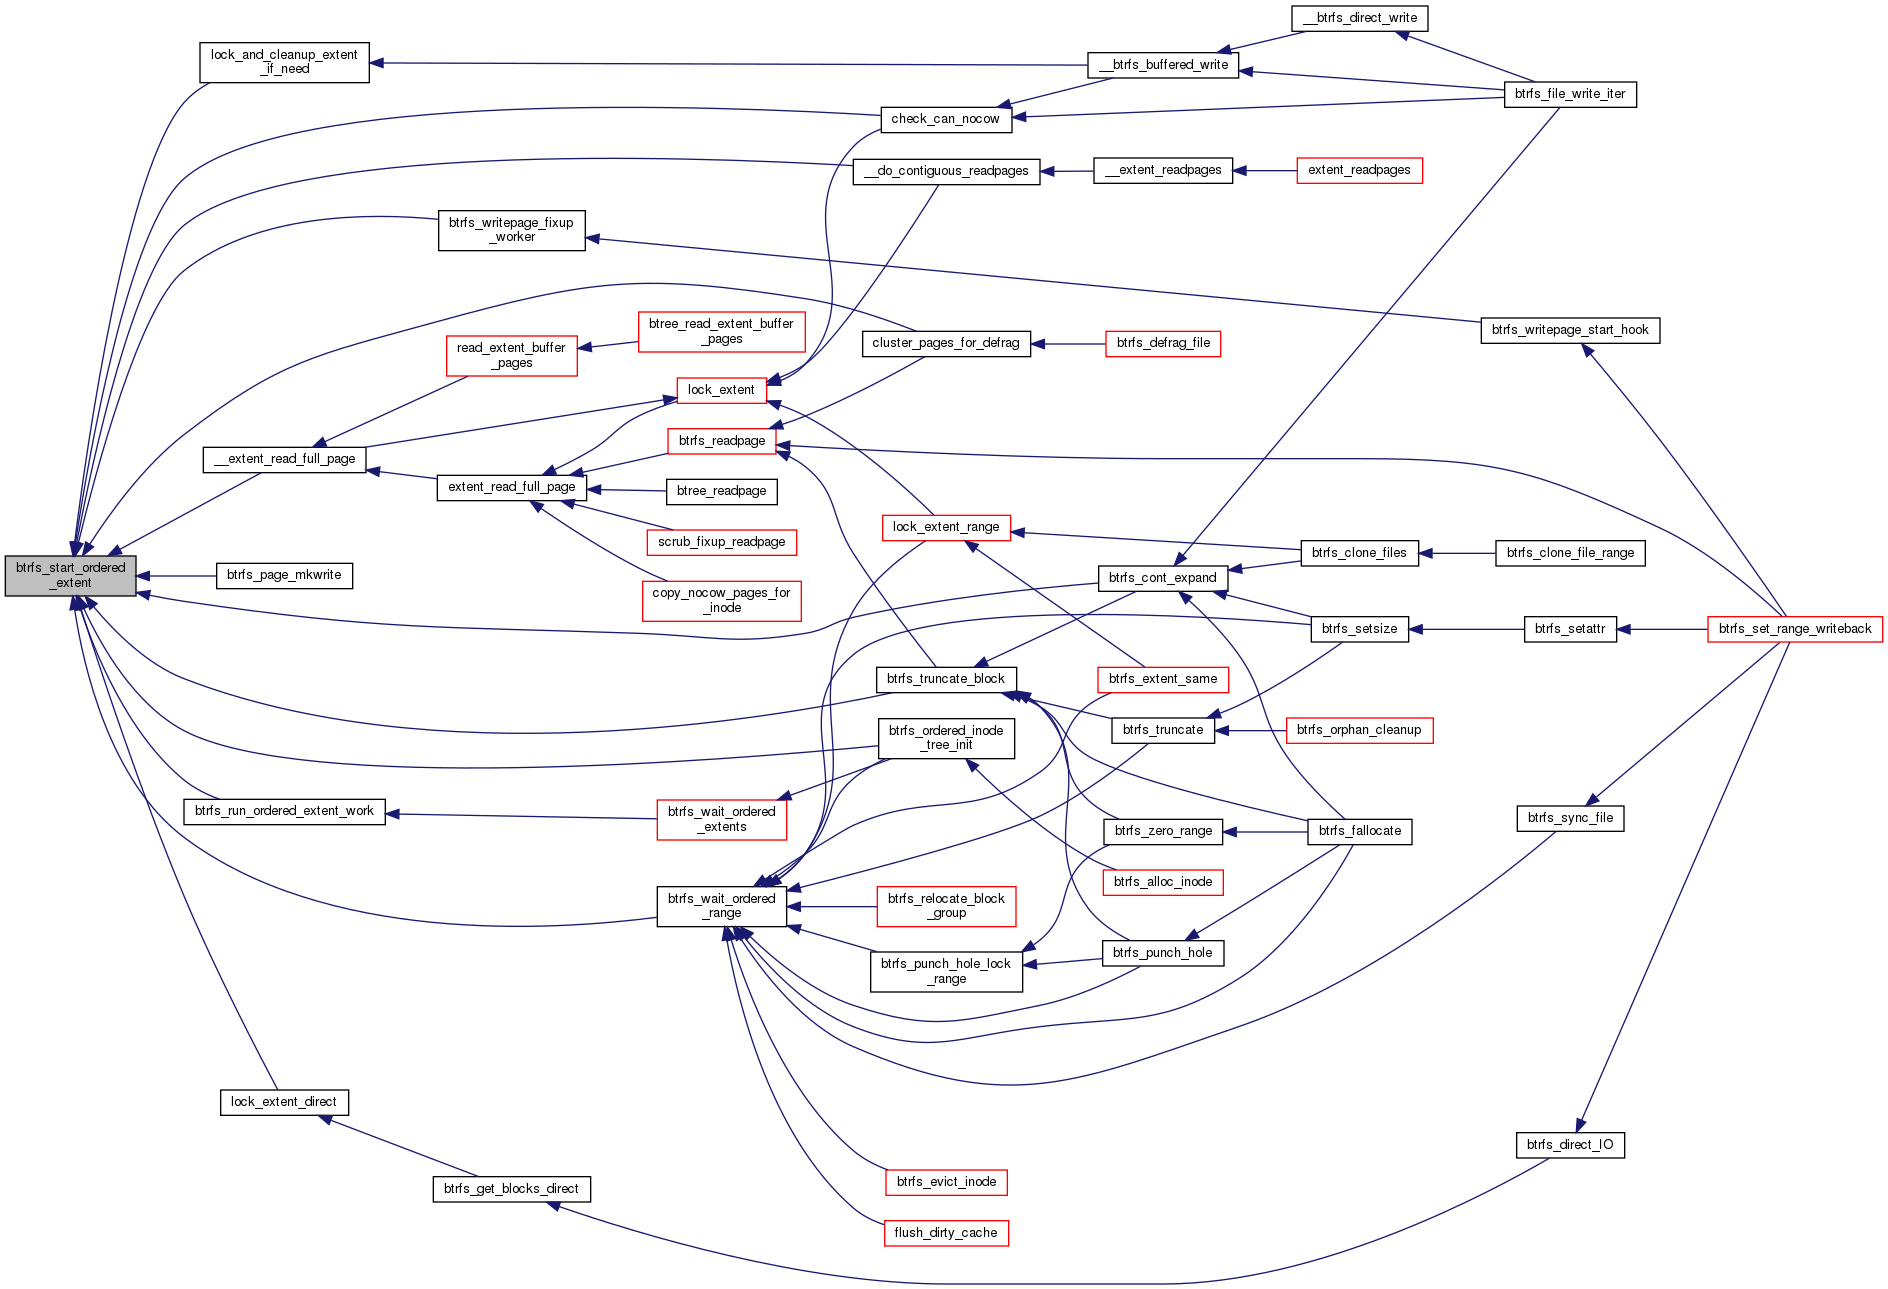 __btrfs_direct_write
lock_and_cleanup_extent
_if_need
__btrfs_buffered_write
btrfs_file_write_iter
check_can_nocow
__do_contiguous_readpages
__extent_readpages
extent_readpages
btrfs_writepage_fixup
_worker
btree_read_extent_buffer
_pages
btrfs_writepage_start_hook
read_extent_buffer
_pages
cluster_pages_for_defrag
btrfs_defrag_file
lock_extent
btrfs_readpage
__extent_read_full_page
extent_read_full_page
btree_readpage
lock_extent_range
scrub_fixup_readpage
btrfs_clone_files
btrfs_clone_file_range
btrfs_start_ordered
_extent
btrfs_page_mkwrite
btrfs_cont_expand
copy_nocow_pages_for
_inode
btrfs_setsize
btrfs_setattr
btrfs_set_range_writeback
btrfs_truncate_block
btrfs_extent_same
btrfs_ordered_inode
_tree_init
btrfs_truncate
btrfs_orphan_cleanup
btrfs_run_ordered_extent_work
btrfs_wait_ordered
_extents
btrfs_sync_file
btrfs_zero_range
btrfs_fallocate
btrfs_alloc_inode
btrfs_wait_ordered
_range
btrfs_relocate_block
_group
btrfs_punch_hole_lock
_range
btrfs_punch_hole
lock_extent_direct
btrfs_direct_IO
btrfs_get_blocks_direct
btrfs_evict_inode
flush_dirty_cache